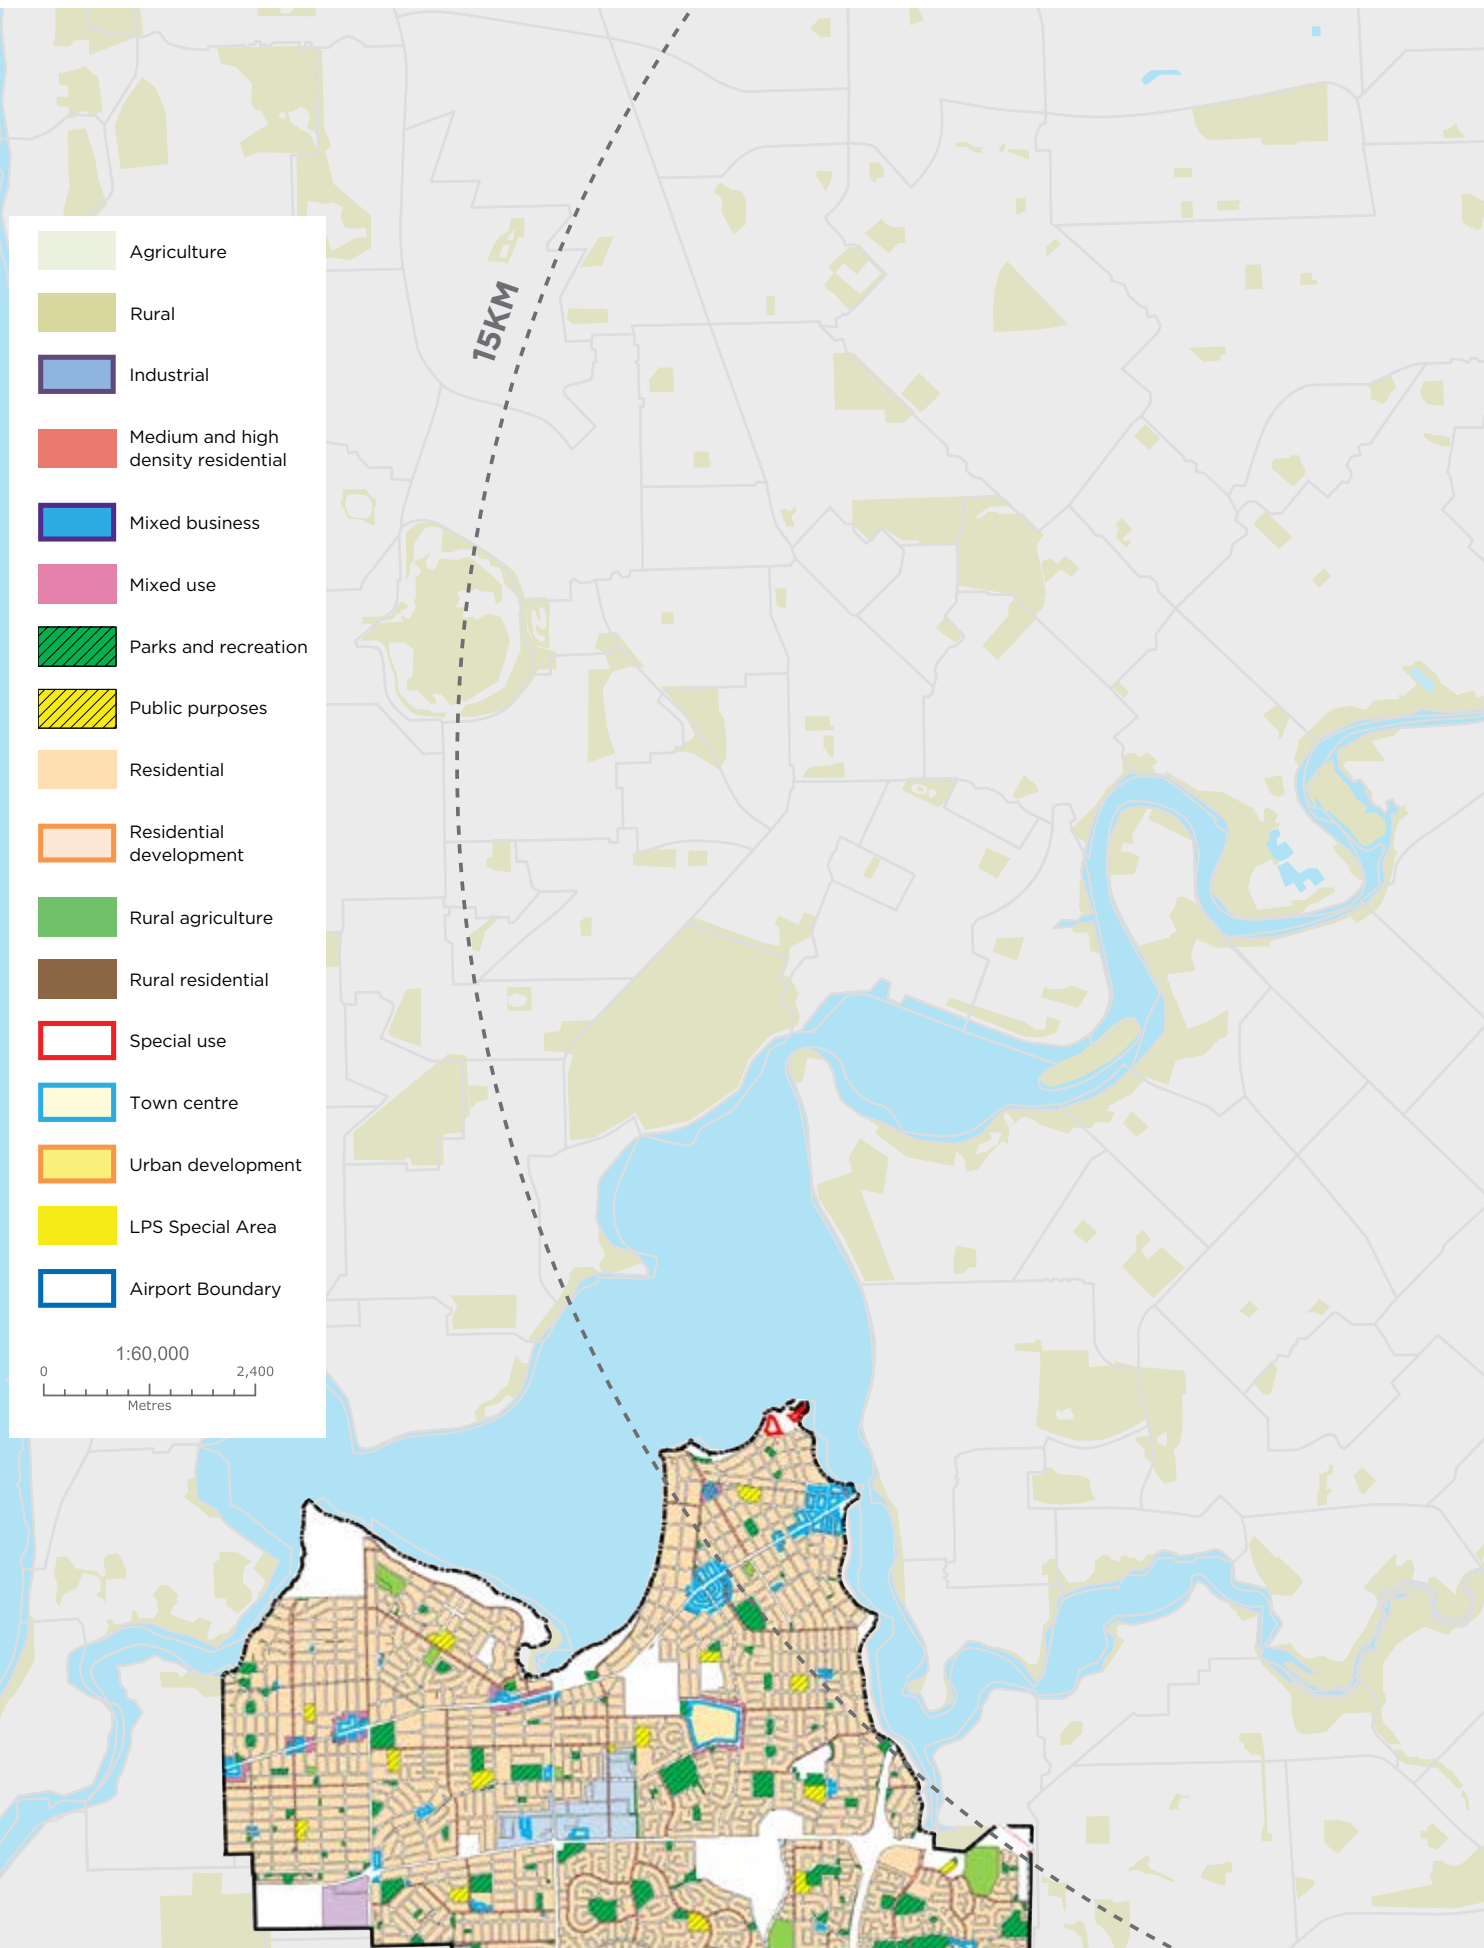 15KM
Agriculture
Rural
Industrial
Medium and high
density residential
Mixed business
Mixed use
Parks and recreation
Public purposes
Residential
Residential
development
Rural agriculture
Rural residential
Special use
Town centre
Urban development
LPS Special Area
Airport Boundary
1:60,000
0 2,400
Metres